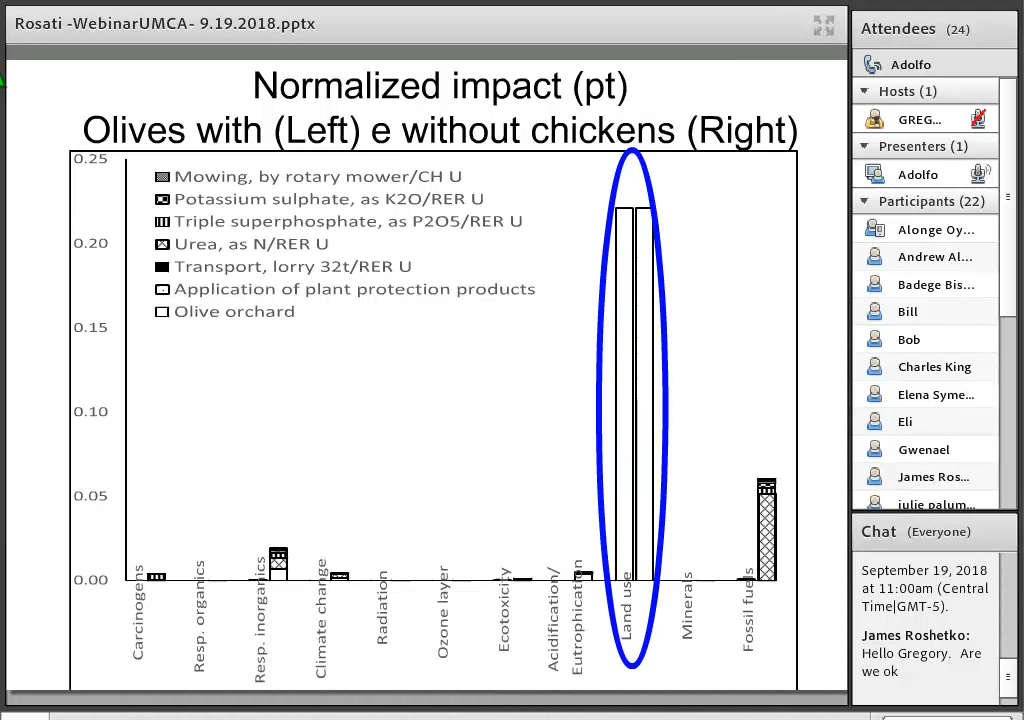 Rosati -WebinarUMCA- 9.19.2018.pptx
Normalized impact (pt)
Olives with (Left) e without chickens (Right)
0.25
0.20
0.15
0.10
0.05
0.00
Mowing, by rotary mower/CH U
Potassium sulphate, as K2O/RER U
Triple superphosphate, as P2O5/RER U
Urea, as N/RER U
Transport, lorry 32t/RER U
Application of plant protection products
Olive orchard
Carcinogens
Resp. organics
Resp. inorganics
Climate change
Radiation
Ozone layer
Ecotoxicity
Acidification/
Eutrophication
Land use
Minerals
Fossil fuels
Attendees (24)
Adolfo
Hosts (1)
GREG...
Presenters (1)
Adolfo
Participants (22)
Alonge Oy...
Andrew Al...
Badege Bis...
Bill
Bob
Charles King
Elena Syme...
Eli
Gwenael
James Ros...
julie palum...
Chat (Everyone)
September 19, 2018
at 11:00am (Central
Time|GMT-5).
James Roshetko:
Hello Gregory. Are
we ok